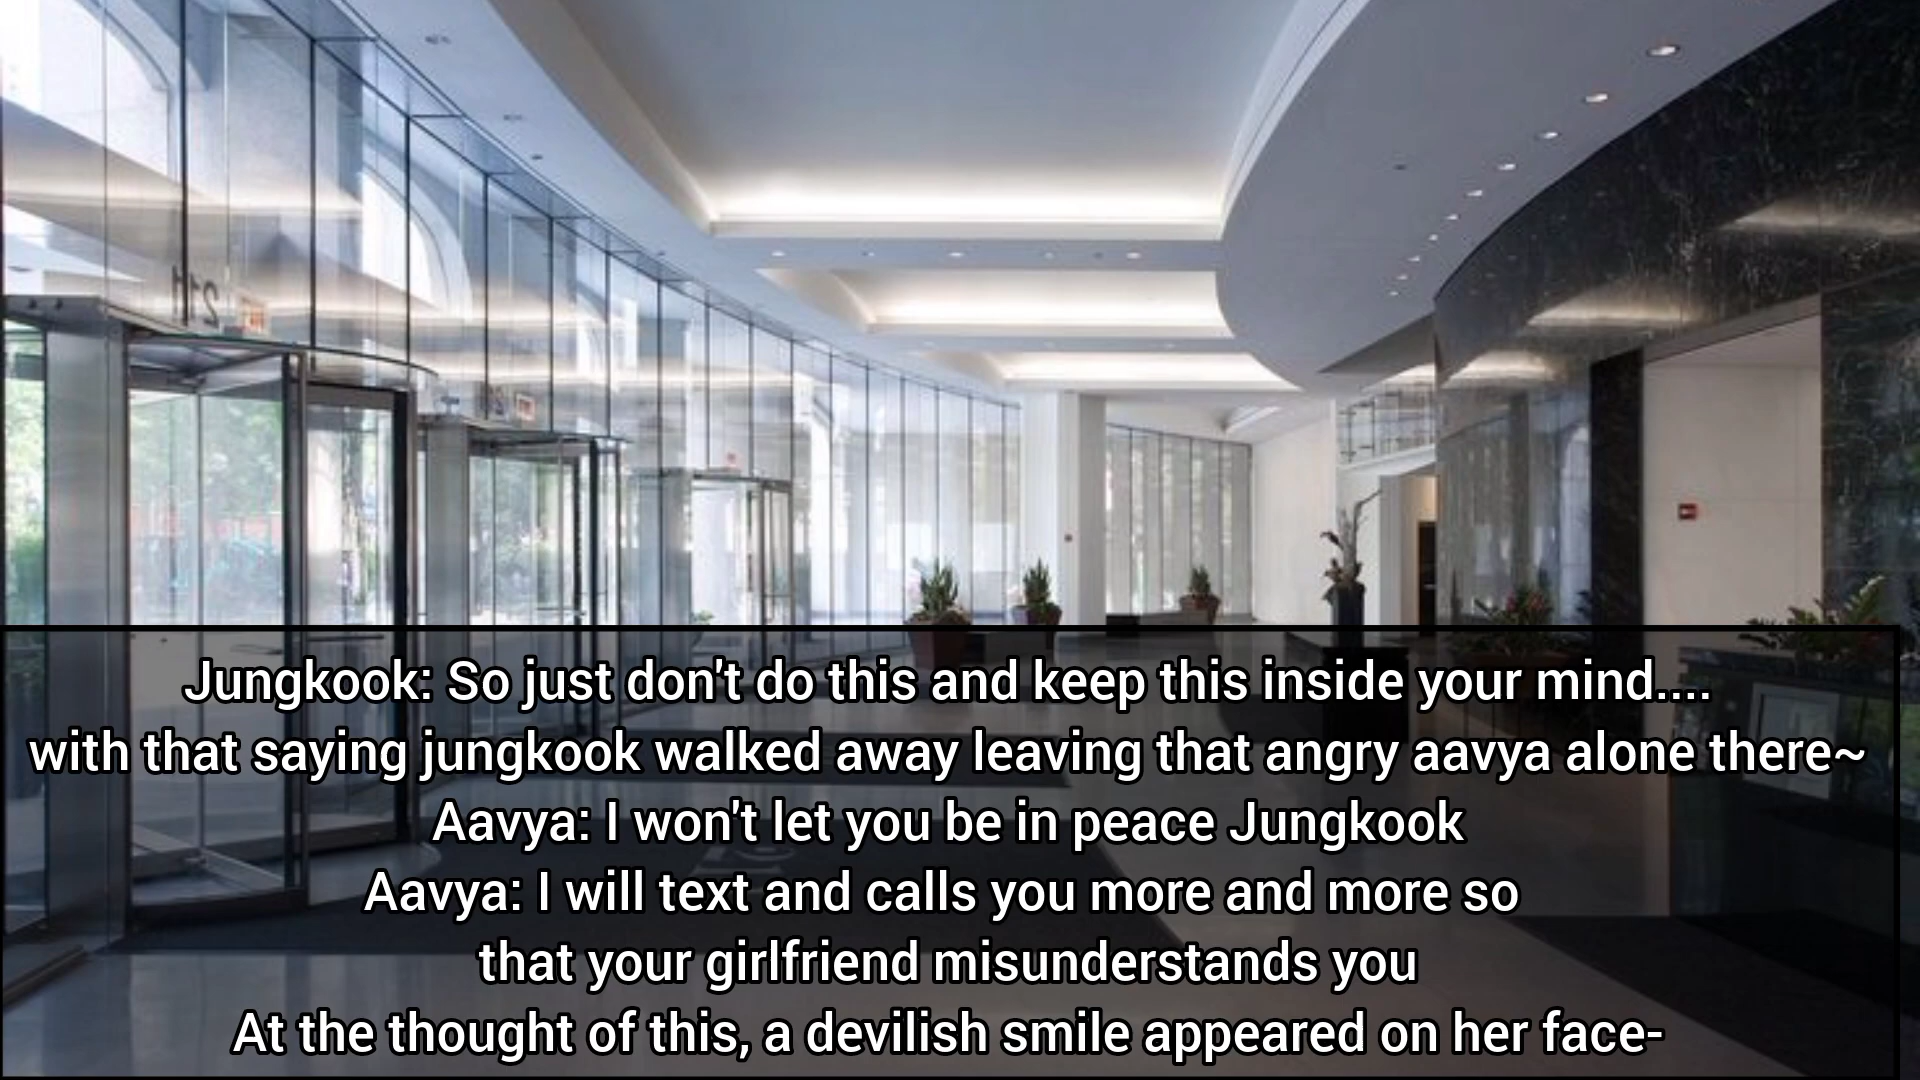 211
Jungkook: So just don't do this and keep this inside your mind....
with that saying jungkook walked away leaving that angry aavya alone there~
Aavya: I won't let you be in peace Jungkook
Aavya: I will text and calls you more and more so
that your girlfriend misunderstands you
At the thought of this, a devilish smile appeared on her face-